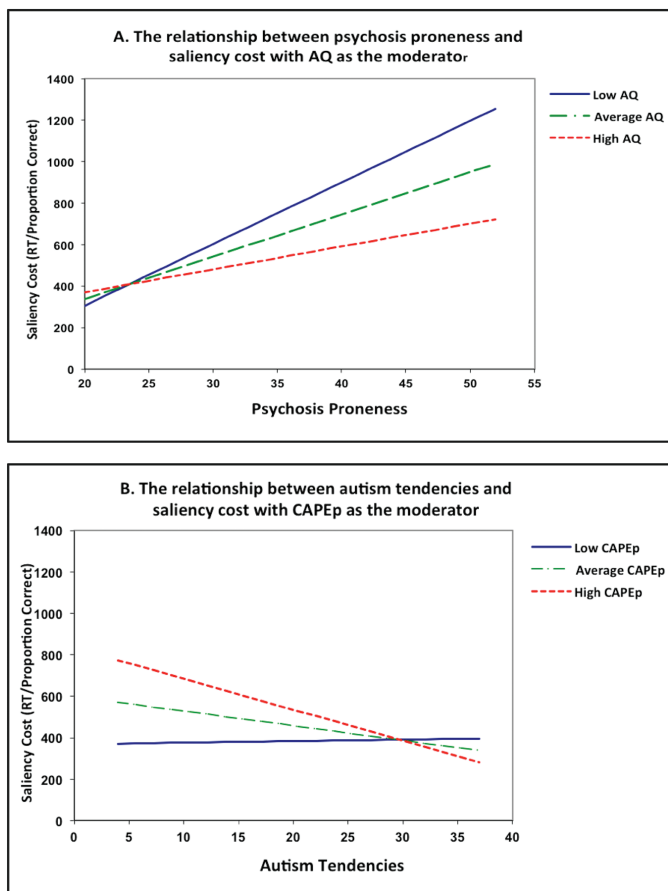 A. The relationship between psychosis proneness and
saliency cost with AQ as the moderator
1400
1200
1000
800
600
400
200
0
Saliency Cost (RT/Proportion Correct)
20 25 30 35 40 45 50 55
Psychosis Proneness
Low AQ
Average AQ
High AQ
B. The relationship between autism tendencies and
saliency cost with CAPEp as the moderator
1400
1200
1000
800
600
400
200
0
Saliency Cost (RT/Proportion Correct)
0 5 10 15 20 25 30 35 40
Autism Tendencies
Low CAPEp
Average CAPEp
High CAPEp